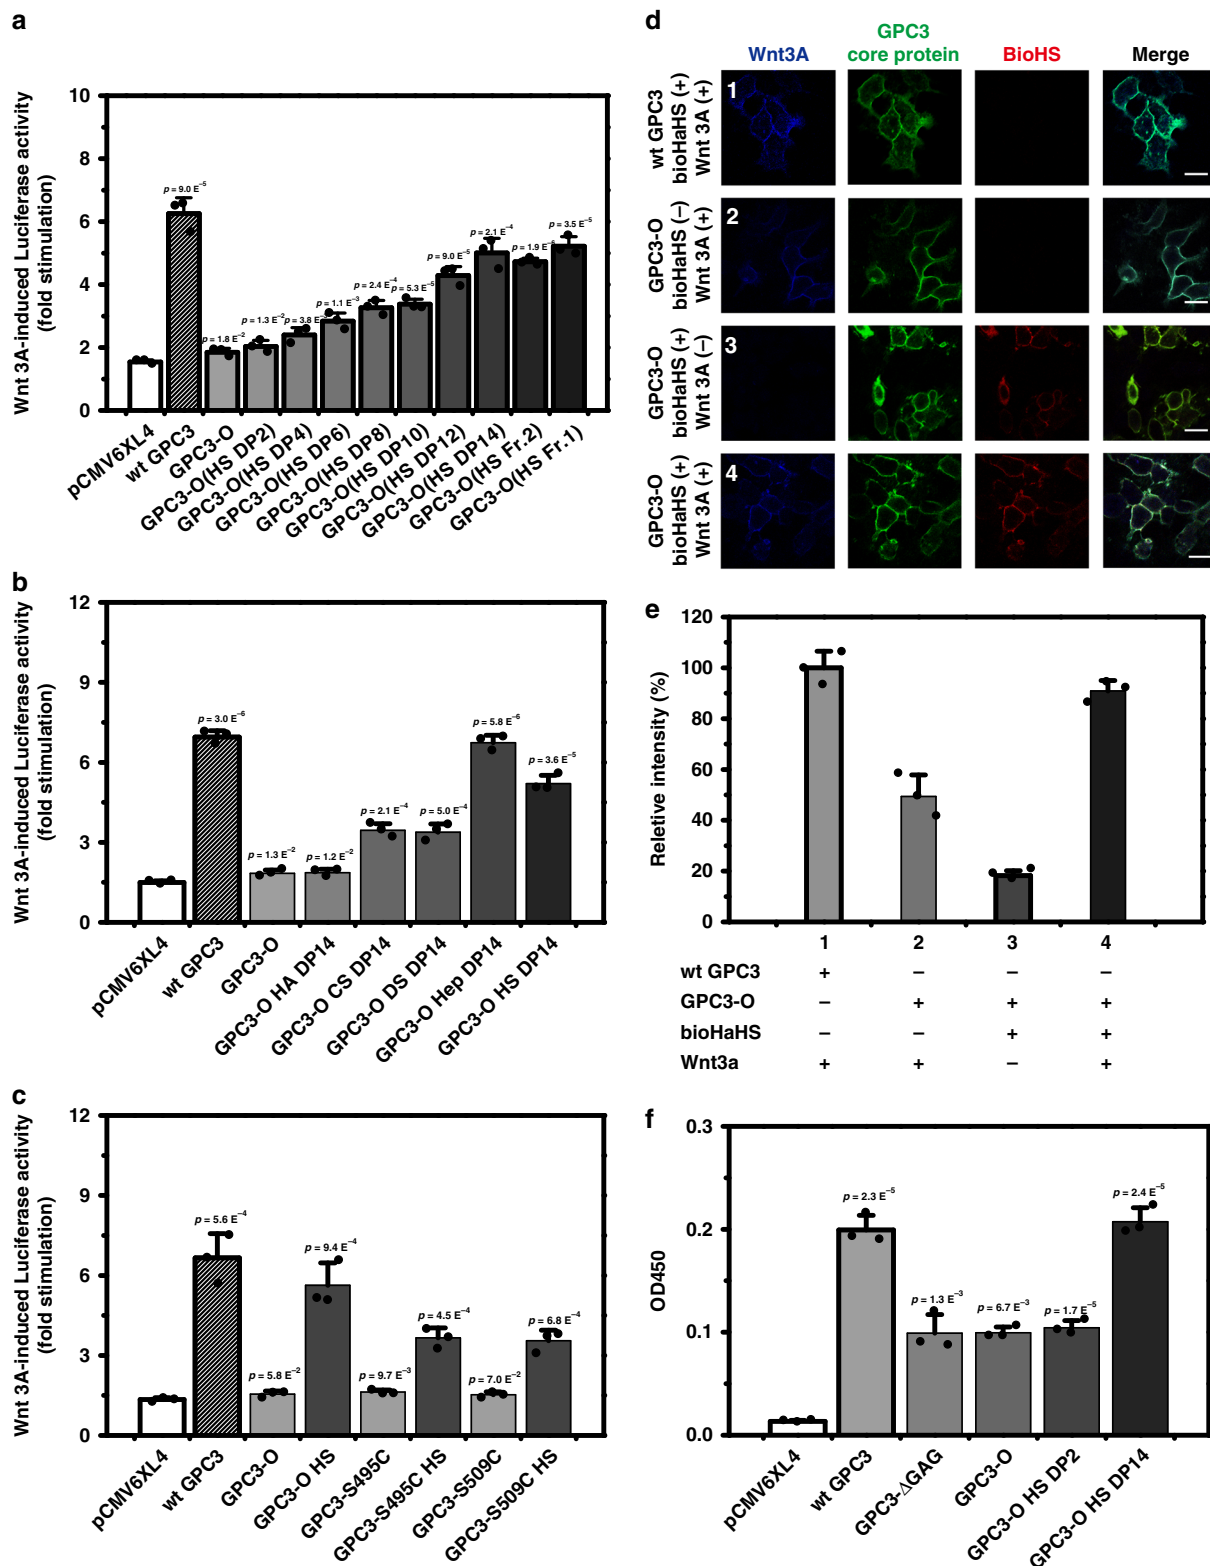 a
Wnt 3A-induced Luciferase activity
(fold stimulation)
10
8
6
4
2
0
p = 9.0 E−5
p = 1.8 E−2
p = 1.3 E−2
p = 1.1 E−3
p = 2.4 E−4
p = 5.3 E−5
p = 9.0 E−5
p = 2.1 E−4
p = 3.5 E−5
pCMV6XL4
wt GPC3
GPC3-O
GPC3-O(HS DP2)
GPC3-O(HS DP4)
GPC3-O(HS DP6)
GPC3-O(HS DP8)
GPC3-O(HS DP10)
GPC3-O(HS DP12)
GPC3-O(HS DP14)
GPC3-O(HS Fr.2)
GPC3-O(HS Fr.1)
b
Wnt 3A-induced Luciferase activity
(fold stimulation)
12
9
6
3
0
p = 3.0 E−6
p = 1.3 E−2
p = 1.2 E−2
p = 2.1 E−4
p = 5.0 E−4
p = 5.8 E−6
p = 3.6 E−5
pCMV6XL4
wt GPC3
GPC3-O
GPC3-O HA DP14
GPC3-O CS DP14
GPC3-O DS DP14
GPC3-O Hep DP14
GPC3-O HS DP14
c
Wnt 3A-induced Luciferase activity
(fold stimulation)
12
9
6
3
0
p = 5.6 E−4
p = 5.8 E−2
p = 9.4 E−4
p = 9.7 E−3
p = 4.5 E−4
p = 7.0 E−2
p = 6.8 E−4
pCMV6XL4
wt GPC3
GPC3-O
GPC3-O HS
GPC3-S495C
GPC3-S495C HS
GPC3-S509C
GPC3-S509C HS
d
Wnt3A
GPC3
core protein
BioHS
Merge
wt GPC3
bioHaHS (+)
Wnt 3A (+)
1
GPC3-O
bioHaHS (−)
Wnt 3A (+)
2
GPC3-O
bioHaHS (+)
Wnt 3A (−)
3
GPC3-O
bioHaHS (+)
Wnt 3A (+)
4
e
Reletive intensity (%)
120
100
80
60
40
20
0
1 2 3 4
wt GPC3 + − − −
GPC3-O − + + +
bioHaHS − − + +
Wnt3a + + − +
f
OD450
0.3
0.2
0.1
0.0
p = 2.3 E−5
p = 1.3 E−3
p = 6.7 E−3
p = 1.7 E−5
p = 2.4 E−5
pCMV6XL4
wt GPC3
GPC3-ΔGAG
GPC3-O
GPC3-O HS DP2
GPC3-O HS DP14